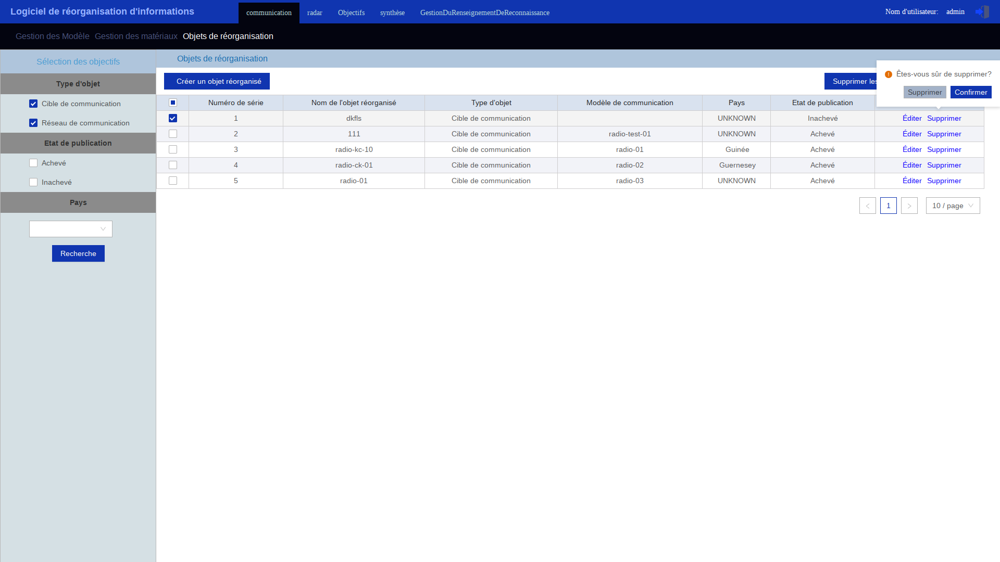 Logiciel de réorganisation d'informations
communication radar Objectifs synthèse GestionDuRenseignementDeReconnaissance
Nom d'utilisateur: admin
Gestion des Modèle Gestion des matériaux Objets de réorganisation
Sélection des objectifs
Type d'objet
Cible de communication
Réseau de communication
Etat de publication
Achevé
Inachevé
Pays
Recherche
Objets de réorganisation
Créer un objet réorganisé
Supprimer les
Êtes-vous sûr de supprimer?
Supprimer Confirmer
Numéro de série Nom de l'objet réorganisé Type d'objet Modèle de communication Pays Etat de publication
1 dkfls Cible de communication UNKNOWN Inachevé Éditer Supprimer
2 111 Cible de communication radio-test-01 UNKNOWN Achevé Éditer Supprimer
3 radio-kc-10 Cible de communication radio-01 Guinée Achevé Éditer Supprimer
4 radio-ck-01 Cible de communication radio-02 Guernesey Achevé Éditer Supprimer
5 radio-01 Cible de communication radio-03 UNKNOWN Achevé Éditer Supprimer
1 10 / page